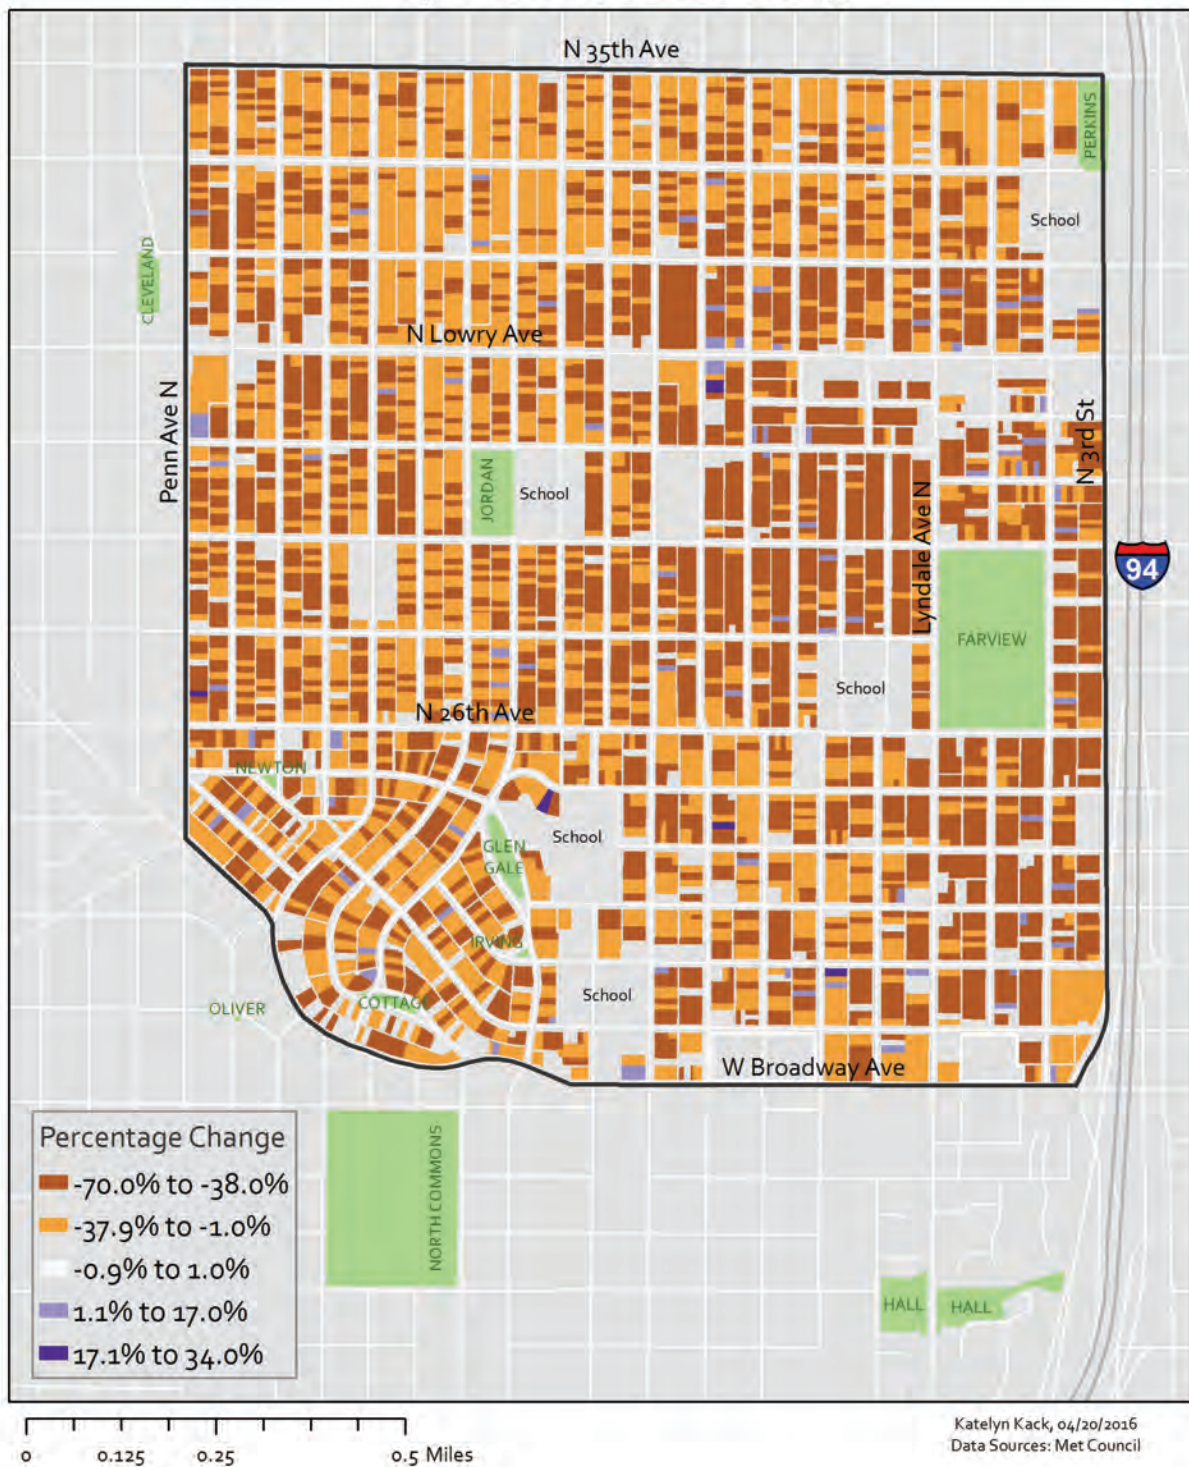 N 35th Ave
PERKINS
School
CLEVELAND
N Lowry Ave
Penn Ave N
N 3rd St
JORDAN
School
Lyndale Ave N
94
FARVIEW
School
N 26th Ave
NEWTON
School
GLEN
GALE
IRVING
School
COTTAGE
OLIVER
W Broadway Ave
Percentage Change
-70.0% to -38.0%
-37.9% to -1.0%
-0.9% to 1.0%
1.1% to 17.0%
17.1% to 34.0%
NORTH COMMONS
HALL
HALL
0 0.125 0.25 0.5 Miles
Katelyn Kack, 04/20/2016
Data Sources: Met Council